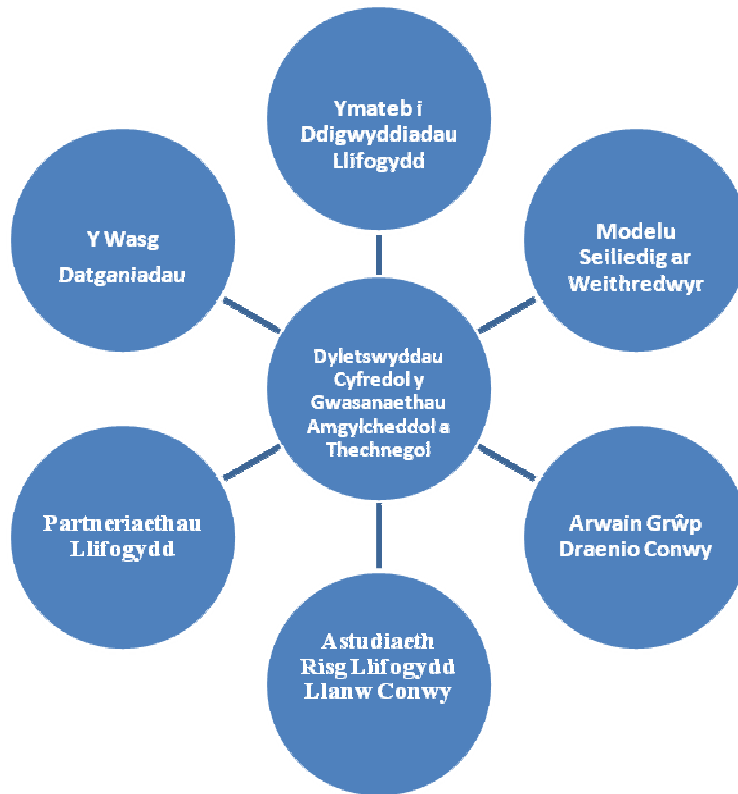 Ymateb i
Ddigwyddiadau
Llifogydd
Modelu
Seiliedig ar
Weithredwyr
Arwain Grŵp
Draenio Conwy
Astudiaeth
Risg Llifogydd
Llanw Conwy
Partneriaethau
Llifogydd
Y Wasg
Datganiadau
Dyletswyddau
Cyfredol y
Gwasanaethau
Amgylcheddol a
Thechnegol